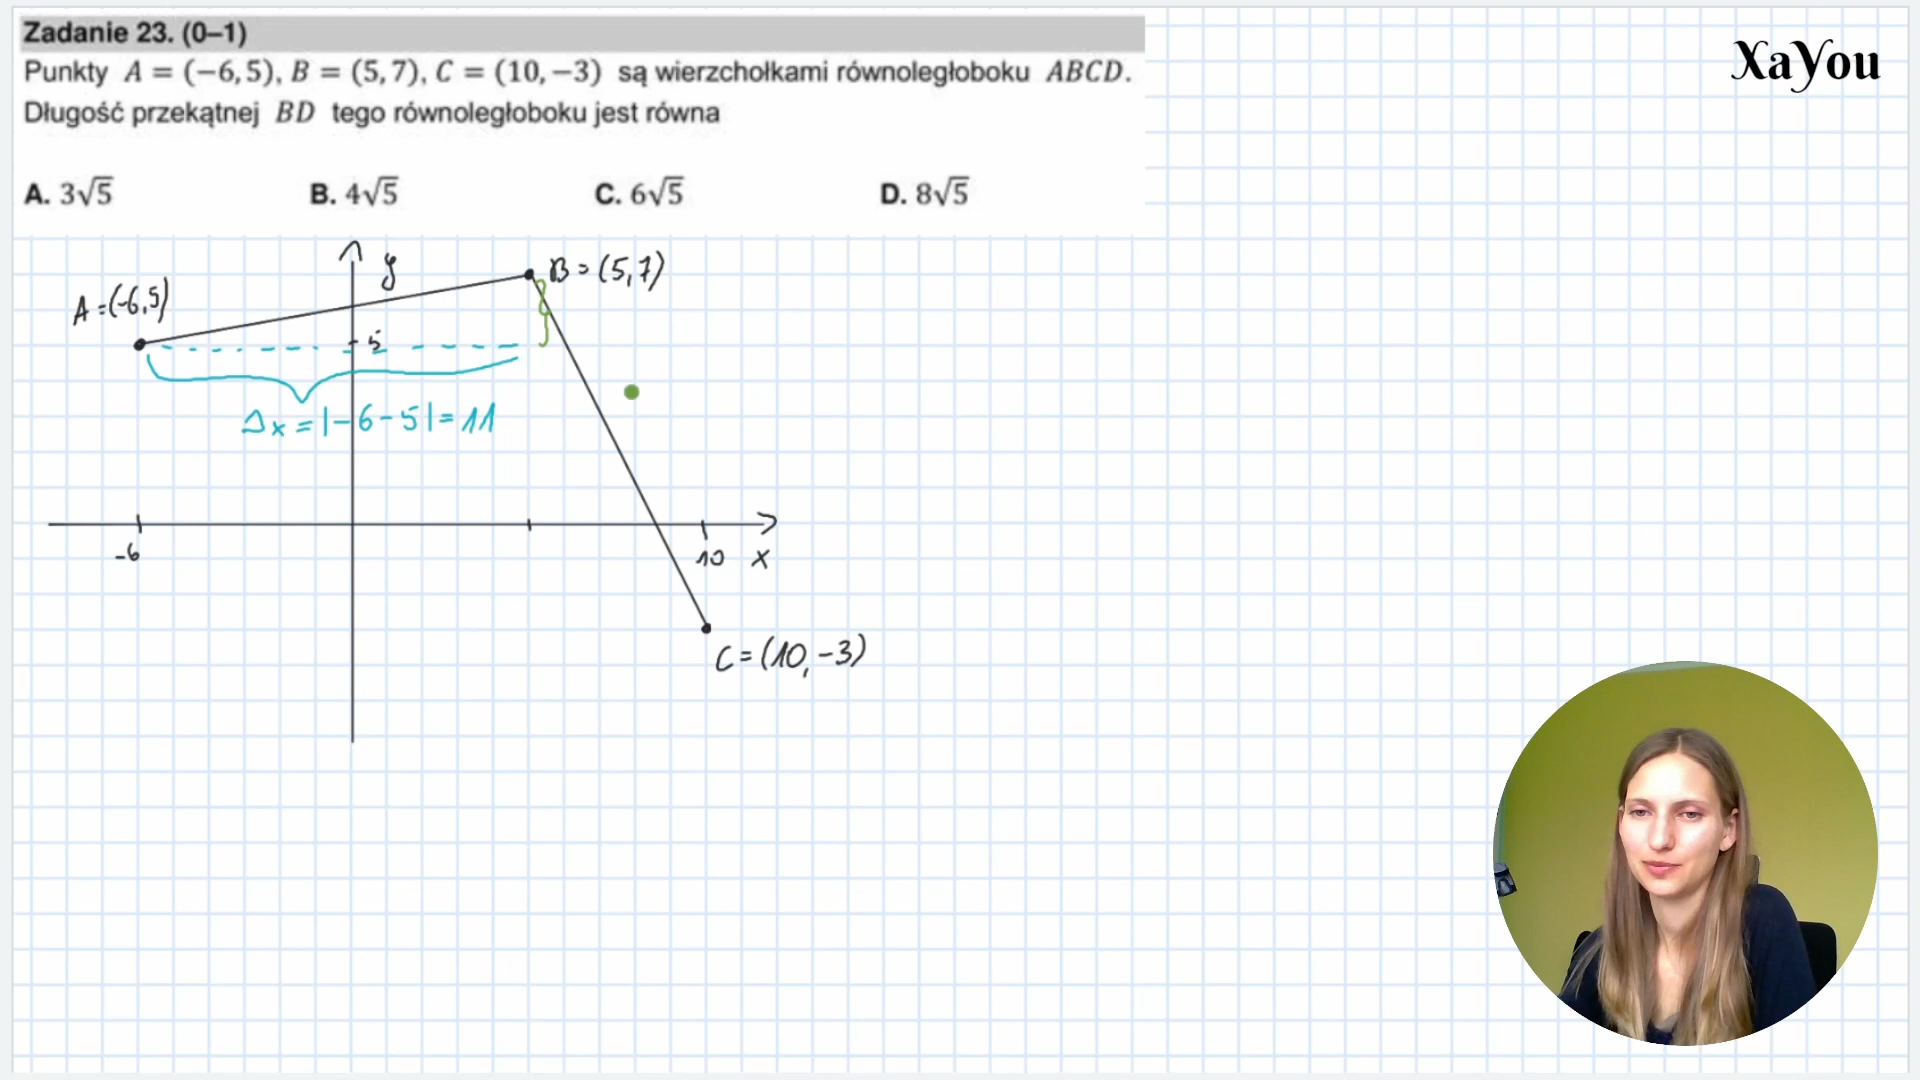 Zadanie 23. (0–1)
Punkty A = (−6, 5), B = (5, 7), C = (10, −3) są wierzchołkami równoległoboku ABCD.
Długość przekątnej BD tego równoległoboku jest równa
A. 3√5 B. 4√5 C. 6√5 D. 8√5
XaYou
y
B = (5, 7)
A = (-6, 5)
5
Δx = |-6-5| = 11
-6
10 x
C = (10, -3)